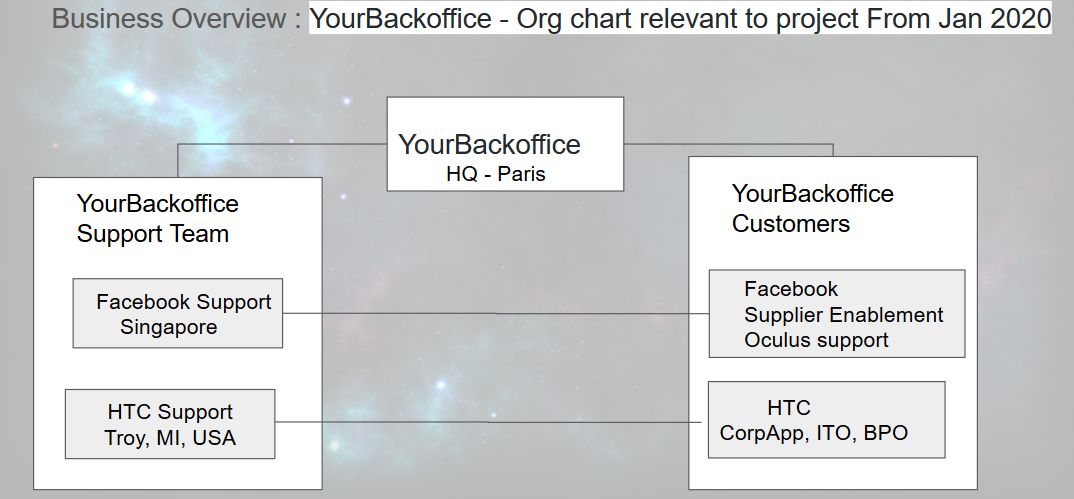 Business Overview : YourBackoffice - Org chart relevant to project From Jan 2020
YourBackoffice
HQ - Paris
YourBackoffice
Support Team
Facebook Support
Singapore
HTC Support
Troy, MI, USA
YourBackoffice
Customers
Facebook
Supplier Enablement
Oculus support
HTC
CorpApp, ITO, BPO